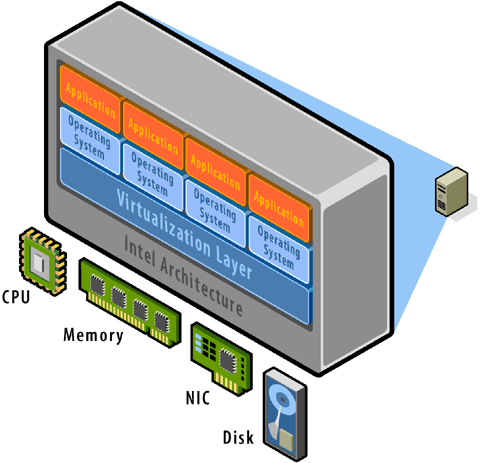 Application
Application
Application
Application
Operating
System
Operating
System
Operating
System
Operating
System
Virtualization Layer
Intel Architecture
CPU
Memory
NIC
Disk